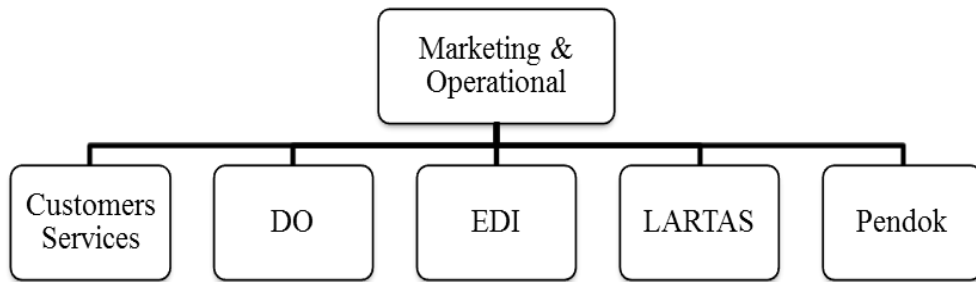 Marketing &
Operational
Customers
Services
DO
EDI
LARTAS
Pendok